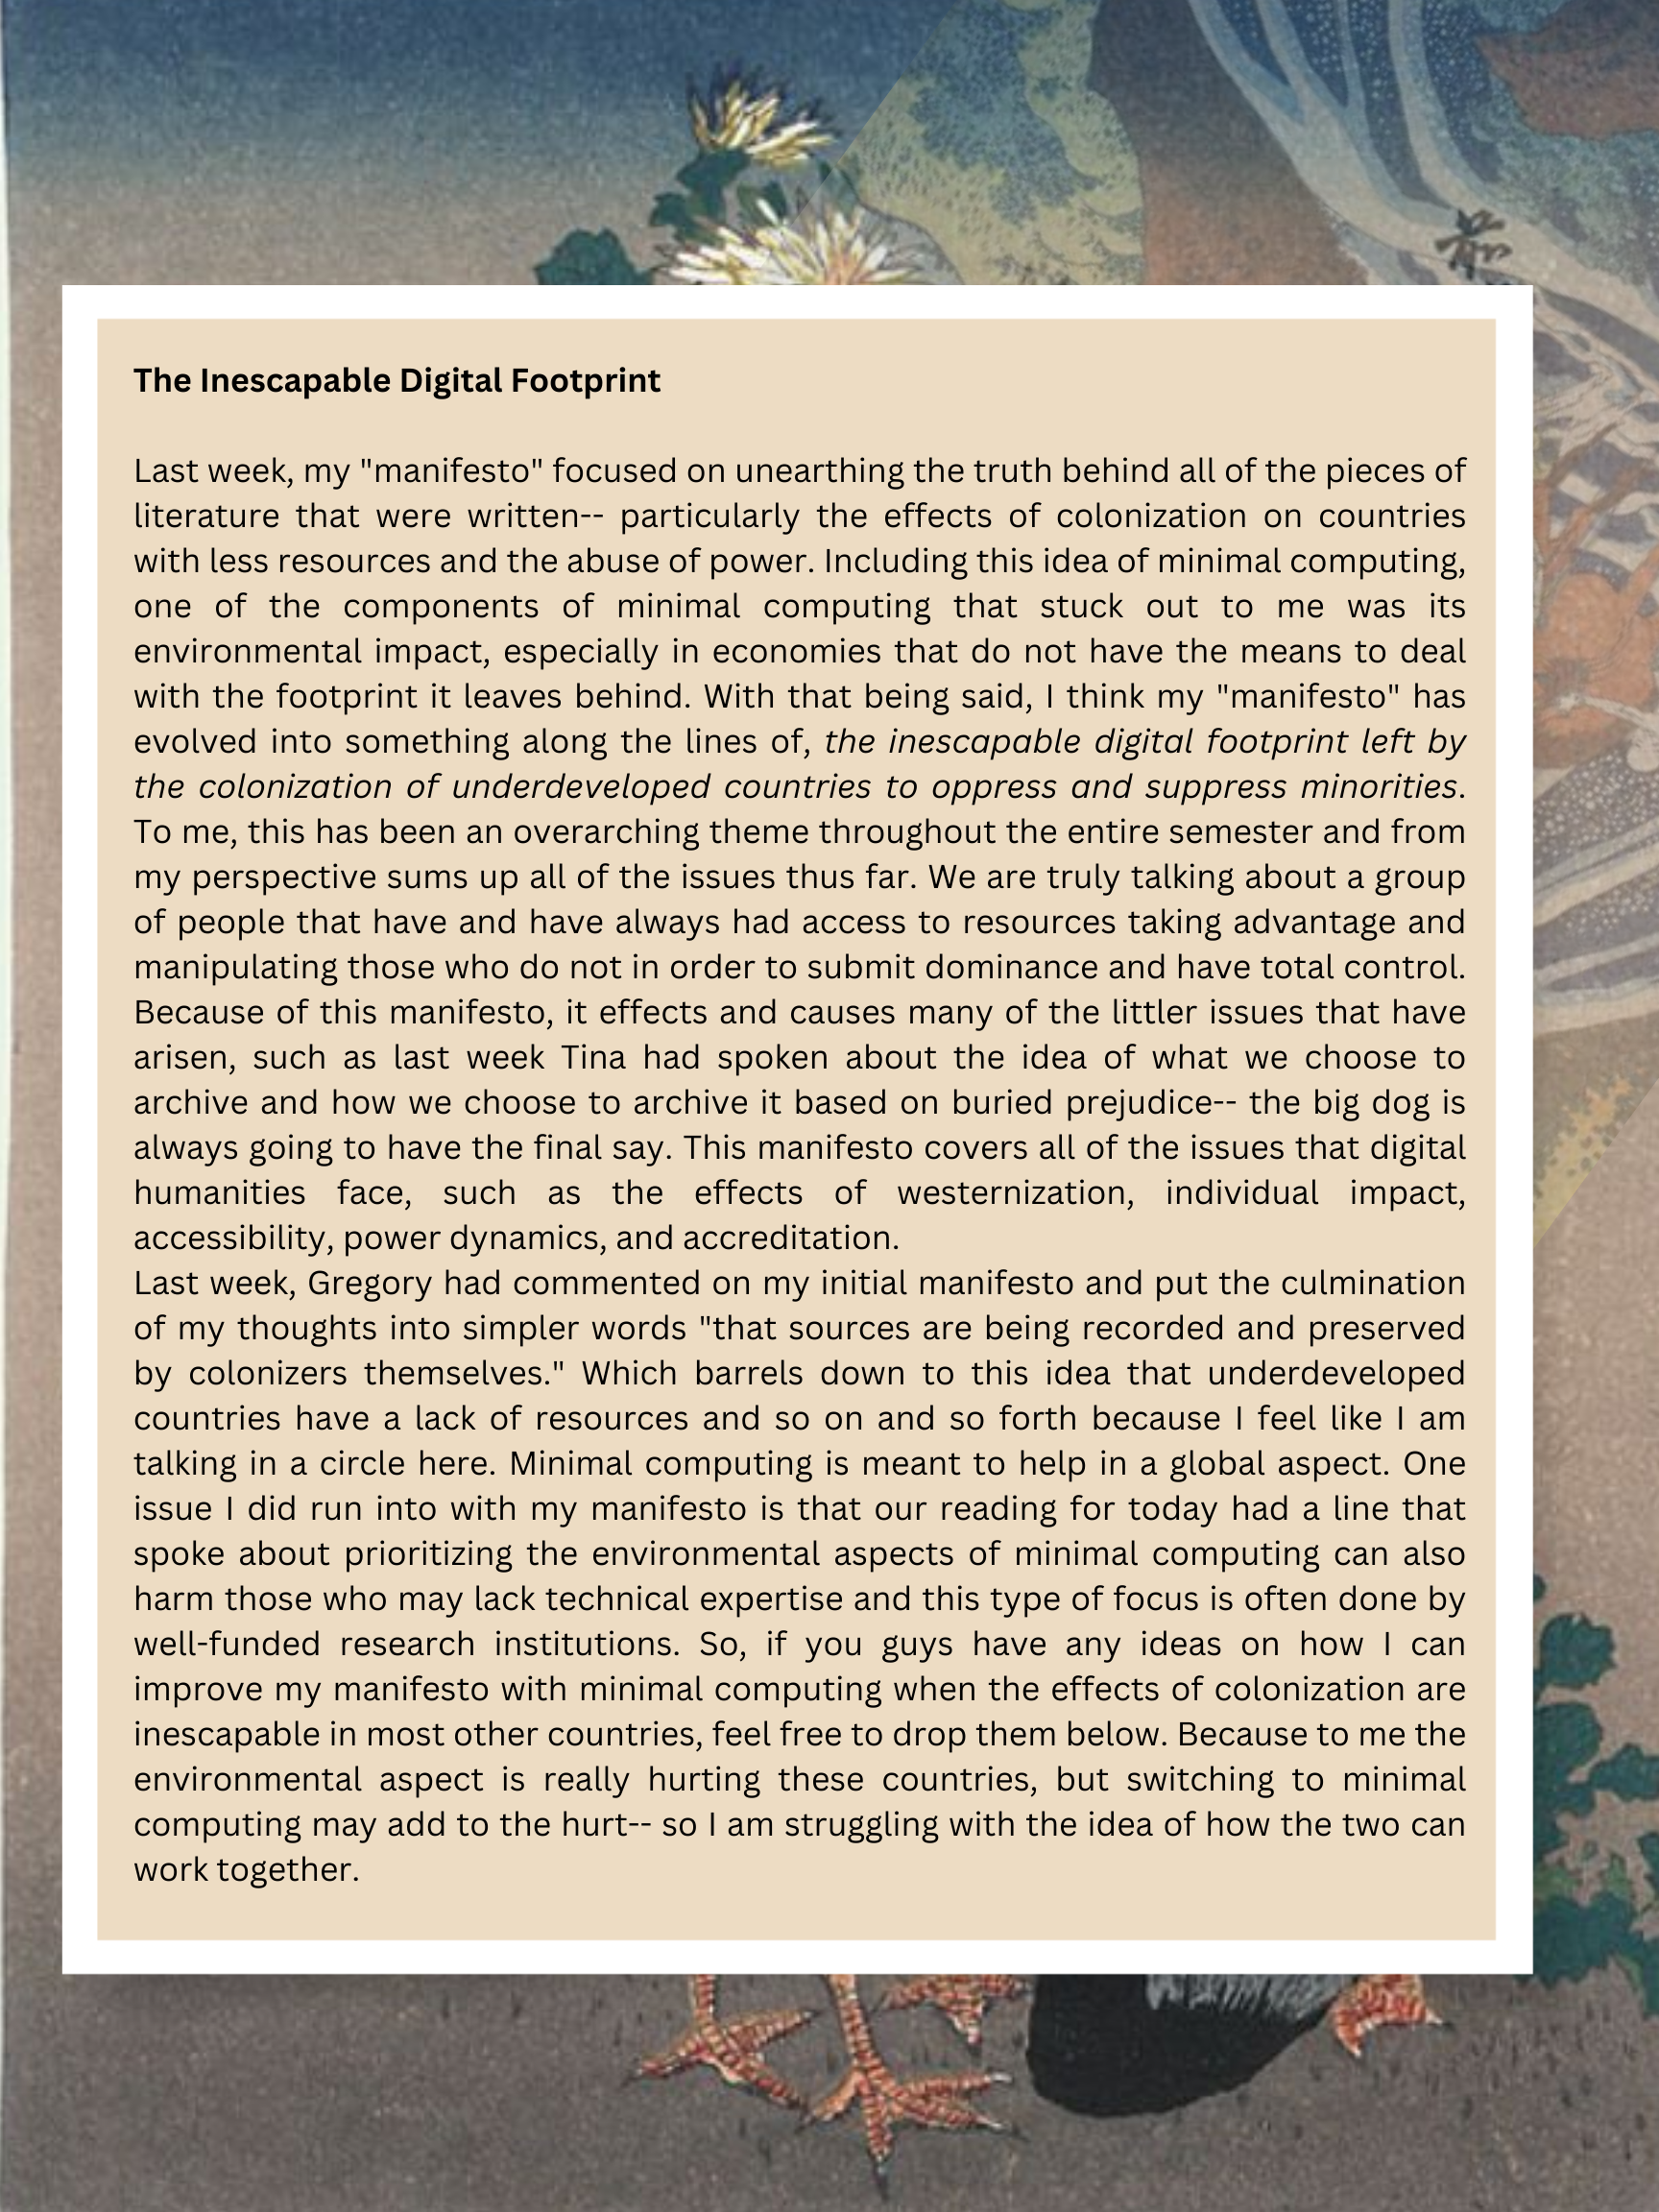 The Inescapable Digital Footprint
Last week, my "manifesto" focused on unearthing the truth behind all of the pieces of
literature that were written-- particularly the effects of colonization on countries
with less resources and the abuse of power. Including this idea of minimal computing,
one of the components of minimal computing that stuck out to me was its
environmental impact, especially in economies that do not have the means to deal
with the footprint it leaves behind. With that being said, I think my "manifesto" has
evolved into something along the lines of, the inescapable digital footprint left by
the colonization of underdeveloped countries to oppress and suppress minorities.
To me, this has been an overarching theme throughout the entire semester and from
my perspective sums up all of the issues thus far. We are truly talking about a group
of people that have and have always had access to resources taking advantage and
manipulating those who do not in order to submit dominance and have total control.
Because of this manifesto, it effects and causes many of the littler issues that have
arisen, such as last week Tina had spoken about the idea of what we choose to
archive and how we choose to archive it based on buried prejudice-- the big dog is
always going to have the final say. This manifesto covers all of the issues that digital
humanities face, such as the effects of westernization, individual impact,
accessibility, power dynamics, and accreditation.
Last week, Gregory had commented on my initial manifesto and put the culmination
of my thoughts into simpler words "that sources are being recorded and preserved
by colonizers themselves." Which barrels down to this idea that underdeveloped
countries have a lack of resources and so on and so forth because I feel like I am
talking in a circle here. Minimal computing is meant to help in a global aspect. One
issue I did run into with my manifesto is that our reading for today had a line that
spoke about prioritizing the environmental aspects of minimal computing can also
harm those who may lack technical expertise and this type of focus is often done by
well-funded research institutions. So, if you guys have any ideas on how I can
improve my manifesto with minimal computing when the effects of colonization are
inescapable in most other countries, feel free to drop them below. Because to me the
environmental aspect is really hurting these countries, but switching to minimal
computing may add to the hurt-- so I am struggling with the idea of how the two can
work together.